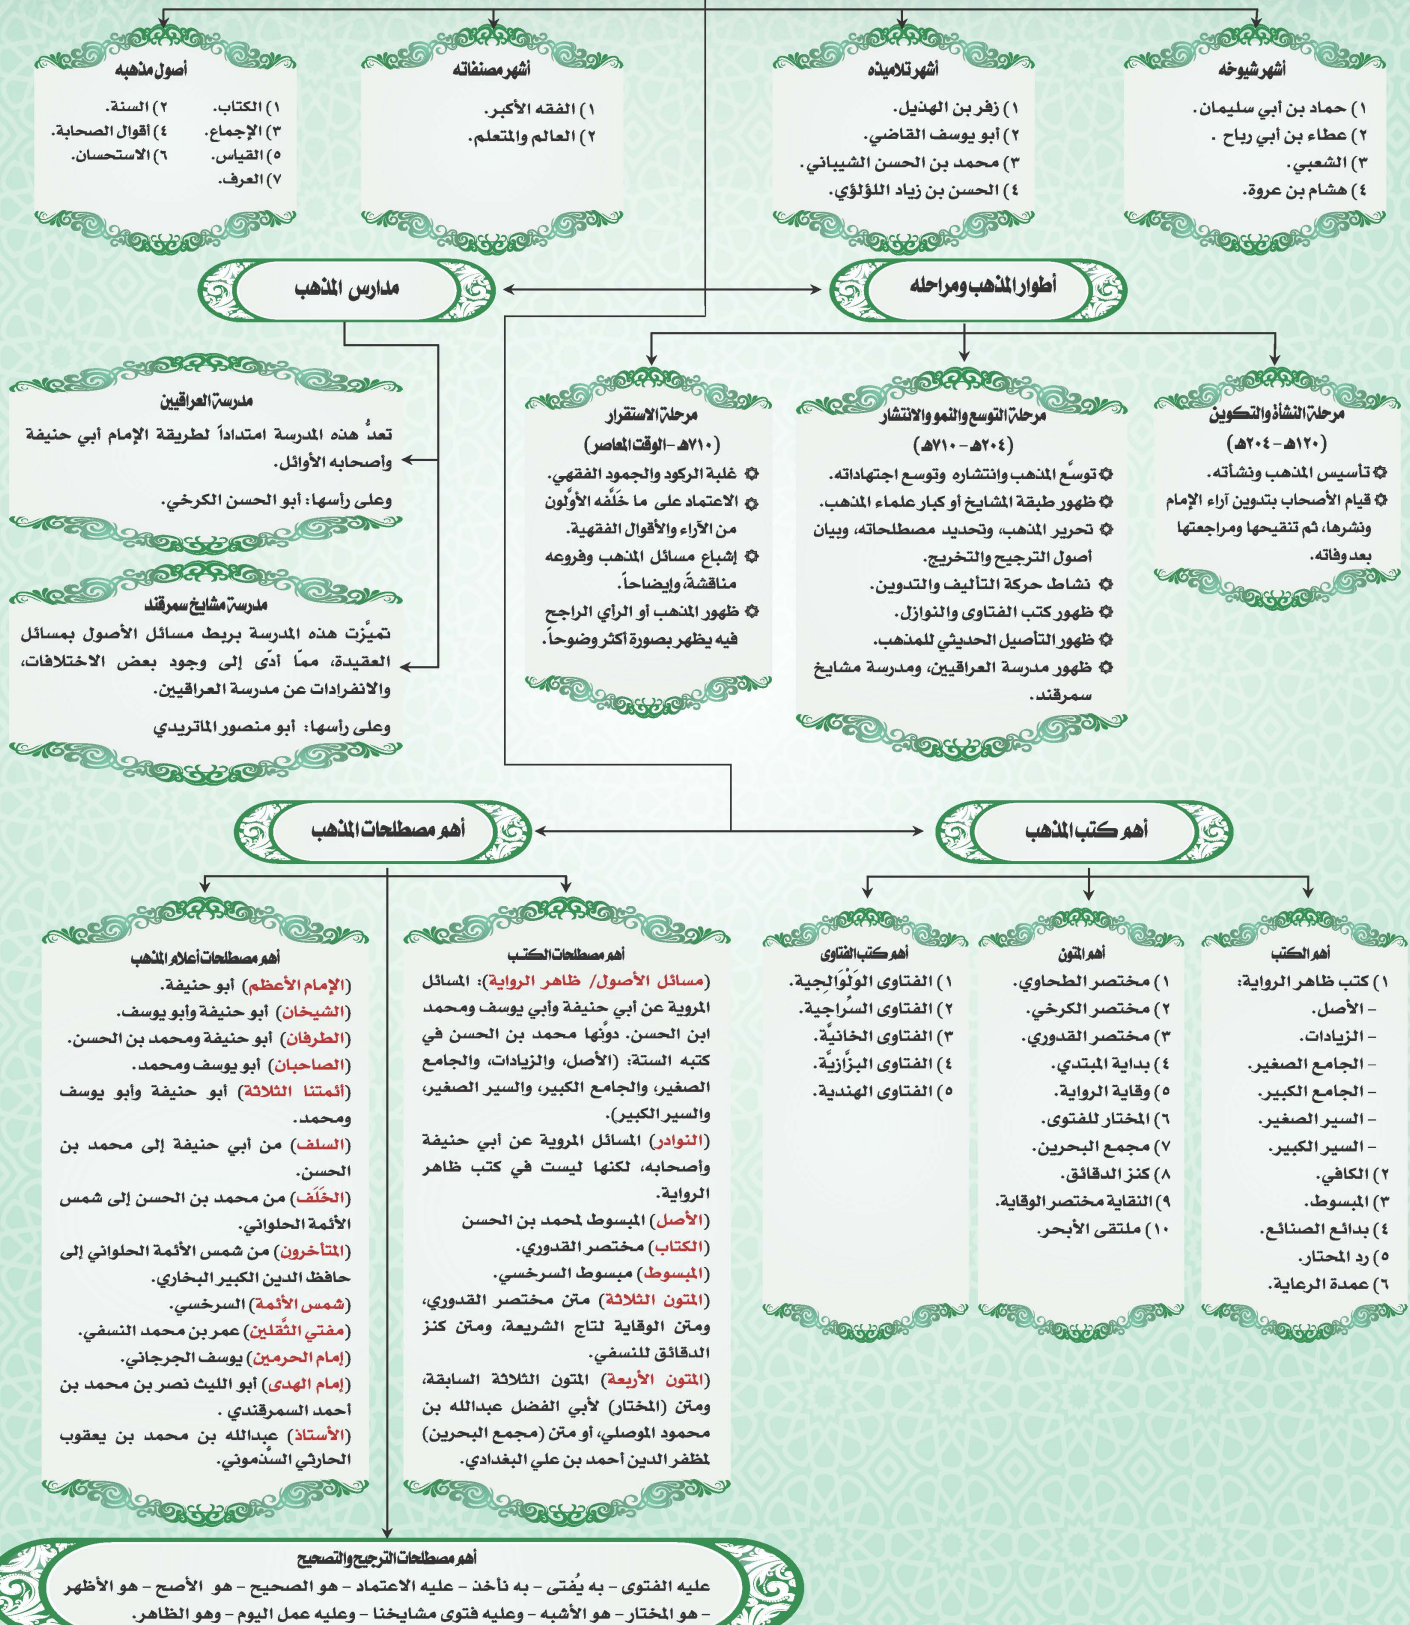 أشهر شيوخه
١) حماد بن أبي سليمان.
٢) عطاء بن أبي رباح .
٣) الشعبي.
٤) هشام بن عروة.
أشهر تلاميذه
١) زفر بن الهذيل.
٢) أبو يوسف القاضي.
٣) محمد بن الحسن الشيباني.
٤) الحسن بن زياد اللؤلؤي.
أشهر مصنفاته
١) الفقه الأكبر.
٢) العالم والمتعلم.
أصول مذهبه
١) الكتاب. ٢) السنة.
٣) الإجماع. ٤) أقوال الصحابة.
٥) القياس. ٦) الاستحسان.
٧) العرف.
أطوار المذهب ومراحله
مرحلة النشأة والتكوين
(١٢٠هـ - ٢٠٤هـ)
تأسيس المذهب ونشأته.
قيام الأصحاب بتدوين آراء الإمام
ونشرها، ثم تنقيحها ومراجعتها
بعد وفاته.
مرحلة التوسع والنمو والانتشار
(٢٠٤هـ - ٧١٠هـ)
توسَّع المذهب وانتشاره وتوسع اجتهاداته.
ظهور طبقة المشايخ أو كبار علماء المذهب.
تحرير المذهب، وتحديد مصطلحاته، وبيان
أصول الترجيح والتخريج.
نشاط حركة التأليف والتدوين.
ظهور كتب الفتاوى والنوازل.
ظهور التأصيل الحديثي للمذهب.
ظهور مدرسة العراقيين، ومدرسة مشايخ
سمرقند.
مرحلة الاستقرار
(٧١٠هـ - الوقت المعاصر)
غلبة الركود والجمود الفقهي.
الاعتماد على ما خَلَّفه الأوَّلون
من الآراء والأقوال الفقهية.
إشباع مسائل المذهب وفروعه
مناقشةً، وإيضاحاً.
ظهور المذهب أو الرأي الراجح
فيه يظهر بصورة أكثر وضوحاً.
مدارس المذهب
مدرسة العراقيين
تعدُّ هذه المدرسة امتداداً لطريقة الإمام أبي حنيفة
وأصحابه الأوائل.
وعلى رأسها: أبو الحسن الكرخي.
مدرسة مشايخ سمرقند
تميَّزت هذه المدرسة بربط مسائل الأصول بمسائل
العقيدة، ممّا أدّى إلى وجود بعض الاختلافات،
والانفرادات عن مدرسة العراقيين.
وعلى رأسها: أبو منصور الماتريدي
أهم كتب المذهب
أهم الكتب
١) كتب ظاهر الرواية:
- الأصل.
- الزيادات.
- الجامع الصغير.
- الجامع الكبير.
- السير الصغير.
- السير الكبير.
٢) الكافي.
٣) المبسوط.
٤) بدائع الصنائع.
٥) رد المحتار.
٦) عمدة الرعاية.
أهم المتون
١) مختصر الطحاوي.
٢) مختصر الكرخي.
٣) مختصر القدوري.
٤) بداية المبتدي.
٥) وقاية الرواية.
٦) المختار للفتوى.
٧) مجمع البحرين.
٨) كنز الدقائق.
٩) النقاية مختصر الوقاية.
١٠) ملتقى الأبحر.
أهم كتب الفتاوى
١) الفتاوى الوَلْوَالِجية.
٢) الفتاوى السِّراجية.
٣) الفتاوى الخانيَّة.
٤) الفتاوى البزَّازيَّة.
٥) الفتاوى الهندية.
أهم مصطلحات المذهب
أهم مصطلحات الكتب
(مسائل الأصول/ ظاهر الرواية): المسائل
المروية عن أبي حنيفة وأبي يوسف ومحمد
ابن الحسن. دوَّنها محمد بن الحسن في
كتبه الستة: (الأصل، والزيادات، والجامع
الصغير، والجامع الكبير، والسير الصغير،
والسير الكبير).
(النوادر) المسائل المروية عن أبي حنيفة
وأصحابه، لكنها ليست في كتب ظاهر
الرواية.
(الأصل) المبسوط لمحمد بن الحسن
(الكتاب) مختصر القدوري.
(المبسوط) مبسوط السرخسي.
(المتون الثلاثة) متن مختصر القدوري،
ومتن الوقاية لتاج الشريعة، ومتن كنز
الدقائق للنسفي.
(المتون الأربعة) المتون الثلاثة السابقة،
ومتن (المختار) لأبي الفضل عبدالله بن
محمود الموصلي، أو متن (مجمع البحرين)
لمظفر الدين أحمد بن علي البغدادي.
أهم مصطلحات أعلام المذهب
(الإمام الأعظم) أبو حنيفة.
(الشيخان) أبو حنيفة وأبو يوسف.
(الطرفان) أبو حنيفة ومحمد بن الحسن.
(الصاحبان) أبو يوسف ومحمد.
(أئمتنا الثلاثة) أبو حنيفة وأبو يوسف
ومحمد.
(السلف) من أبي حنيفة إلى محمد بن
الحسن.
(الخَلَف) من محمد بن الحسن إلى شمس
الأئمة الحلواني.
(المتأخرون) من شمس الأئمة الحلواني إلى
حافظ الدين الكبير البخاري.
(شمس الأئمة) السرخسي.
(مفتي الثَّقلين) عمر بن محمد النسفي.
(إمام الحرمين) يوسف الجرجاني.
(إمام الهدى) أبو الليث نصر بن محمد بن
أحمد السمرقندي .
(الأستاذ) عبدالله بن محمد بن يعقوب
الحارثي السَّذموني.
أهم مصطلحات الترجيح والتصحيح
عليه الفتوى - به يُفتى - به نأخذ - عليه الاعتماد - هو الصحيح - هو الأصح - هو الأظهر
- هو المختار - هو الأشبه - وعليه فتوى مشايخنا - وعليه عمل اليوم - وهو الظاهر.